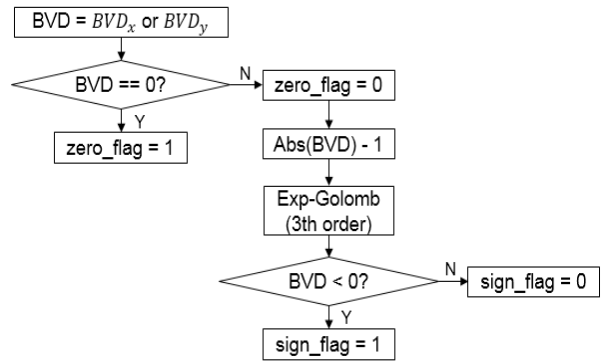 BVD = BVDₓ or BVDᵧ
BVD == 0?
N
zero_flag = 0
Y
zero_flag = 1
Abs(BVD) - 1
Exp-Golomb
(3th order)
BVD < 0?
N
sign_flag = 0
Y
sign_flag = 1